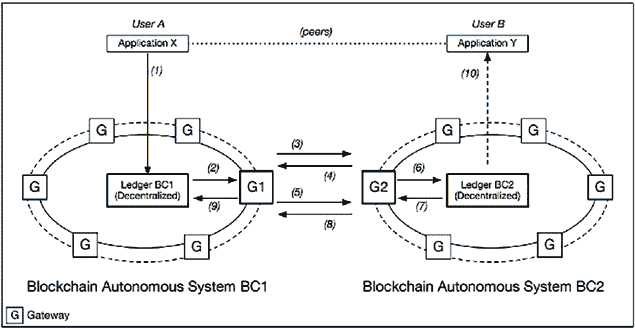 User A
User B
Application X
(peers)
Application Y
(1)
(10)
G
G
G
G
(3)
(4)
G
Ledger BC1
(Decentralized)
(2)
(9)
G1
(5)
(8)
G2
(6)
(7)
Ledger BC2
(Decentralized)
G
G
G
G
G
Blockchain Autonomous System BC1
Blockchain Autonomous System BC2
G Gateway